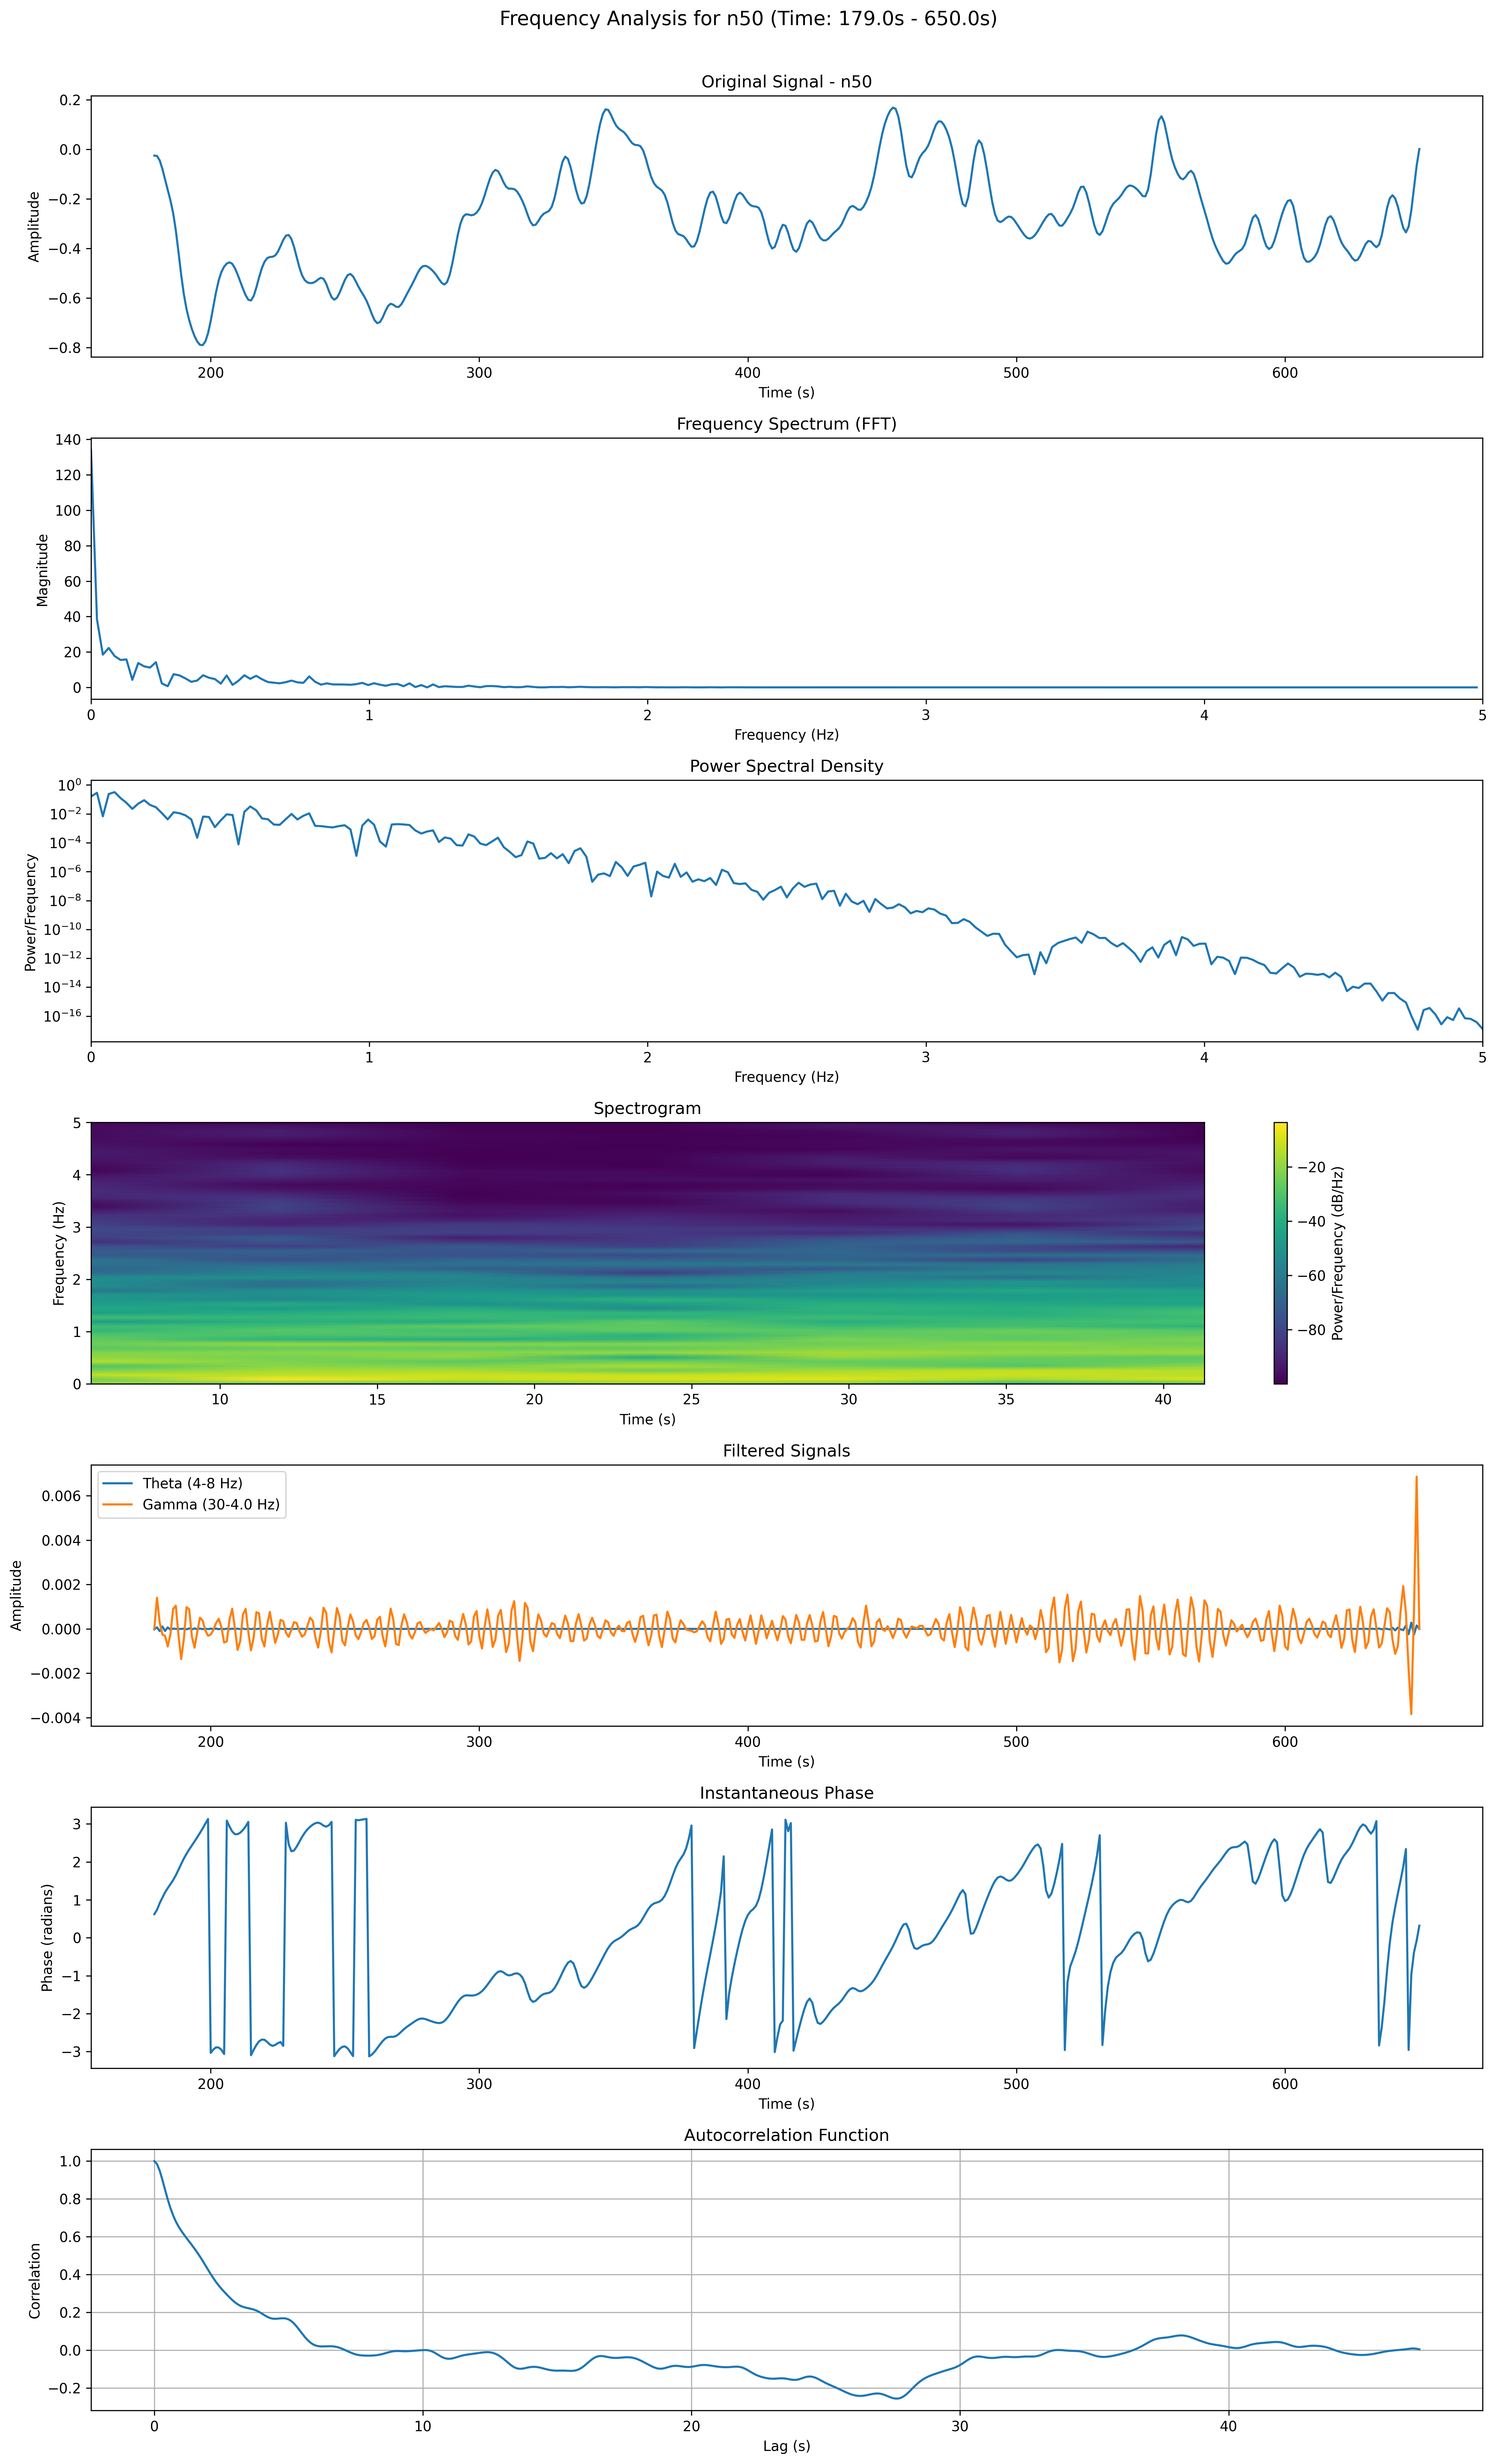 Frequency Analysis for n50 (Time: 179.0s - 650.0s)
Original Signal - n50
Amplitude
0.2
0.0
−0.2
−0.4
−0.6
−0.8
200 300 400 500 600
Time (s)
Frequency Spectrum (FFT)
Magnitude
140
120
100
80
60
40
20
0
0 1 2 3 4 5
Frequency (Hz)
Power Spectral Density
Power/Frequency
10⁰
10⁻²
10⁻⁴
10⁻⁶
10⁻⁸
10⁻¹⁰
10⁻¹²
10⁻¹⁴
10⁻¹⁶
0 1 2 3 4 5
Frequency (Hz)
Spectrogram
Frequency (Hz)
5
4
3
2
1
0
10 15 20 25 30 35 40
Time (s)
−20
−40
−60
−80
Power/Frequency (dB/Hz)
Filtered Signals
Theta (4-8 Hz)
Gamma (30-4.0 Hz)
Amplitude
0.006
0.004
0.002
0.000
−0.002
−0.004
200 300 400 500 600
Time (s)
Instantaneous Phase
Phase (radians)
3
2
1
0
−1
−2
−3
200 300 400 500 600
Time (s)
Autocorrelation Function
Correlation
1.0
0.8
0.6
0.4
0.2
0.0
−0.2
0 10 20 30 40
Lag (s)